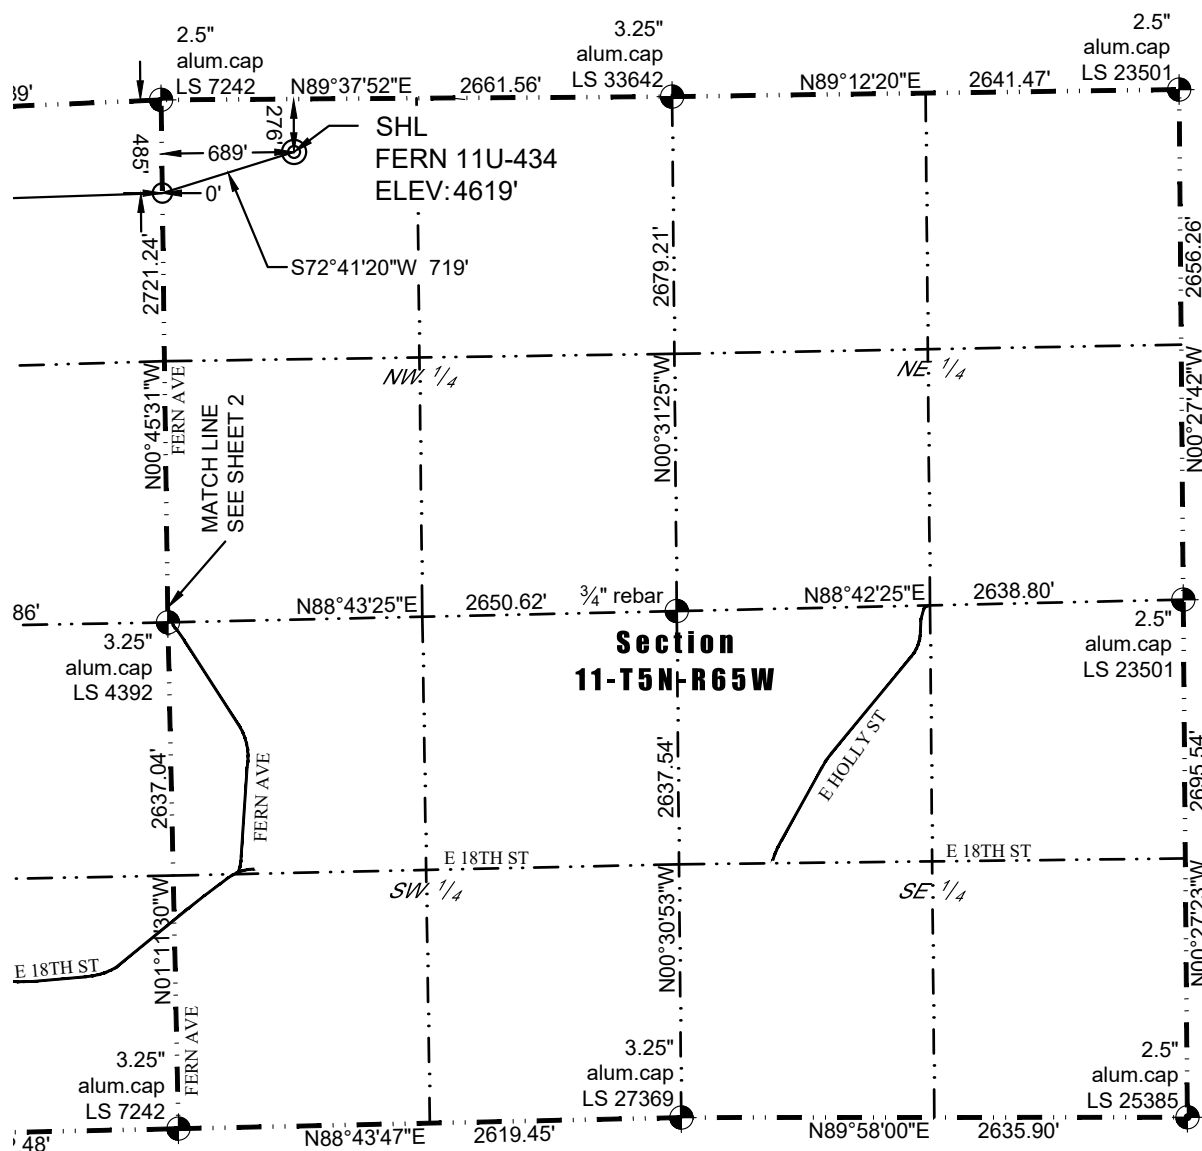 2.5"
alum.cap
LS 7242
3.25"
alum.cap
LS 33642
2.5"
alum.cap
LS 23501
39'
N89°37'52"E
2661.56'
N89°12'20"E
2641.47'
276'
485'
689'
0'
SHL
FERN 11U-434
ELEV:4619'
S72°41'20"W 719'
2721.24'
2679.21'
2656.26'
NW 1/4
NE 1/4
N00°45'31"W
FERN AVE
MATCH LINE
SEE SHEET 2
N00°31'25"W
N00°27'42"W
86'
N88°43'25"E
2650.62'
3/4" rebar
N88°42'25"E
2638.80'
3.25"
alum.cap
LS 4392
Section
11-T5N-R65W
2.5"
alum.cap
LS 23501
2637.04'
FERN AVE
2637.54'
E HOLLY ST
2695.54'
E 18TH ST
E 18TH ST
SW 1/4
SE 1/4
N01°11'30"W
N00°30'53"W
N00°27'23"W
E 18TH ST
FERN AVE
3.25"
alum.cap
LS 7242
3.25"
alum.cap
LS 27369
2.5"
alum.cap
LS 25385
48'
N88°43'47"E
2619.45'
N89°58'00"E
2635.90'